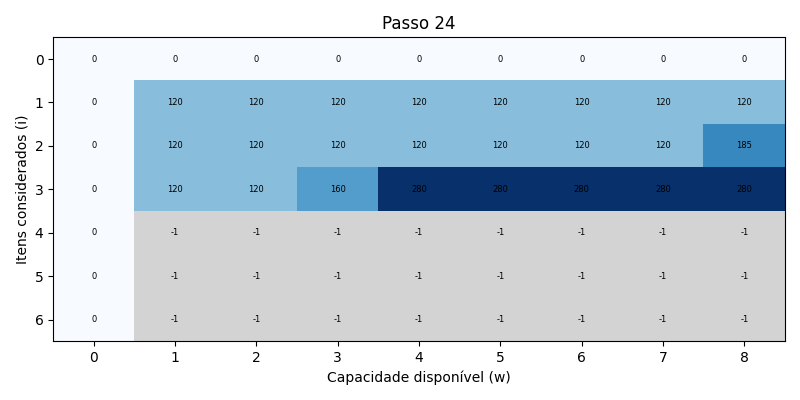 Passo 24
Itens considerados (i)
0 0 0 0 0 0 0 0 0 0
1 0 120 120 120 120 120 120 120 120
2 0 120 120 120 120 120 120 120 185
3 0 120 120 160 280 280 280 280 280
4 0 -1 -1 -1 -1 -1 -1 -1 -1
5 0 -1 -1 -1 -1 -1 -1 -1 -1
6 0 -1 -1 -1 -1 -1 -1 -1 -1
0 1 2 3 4 5 6 7 8
Capacidade disponível (w)